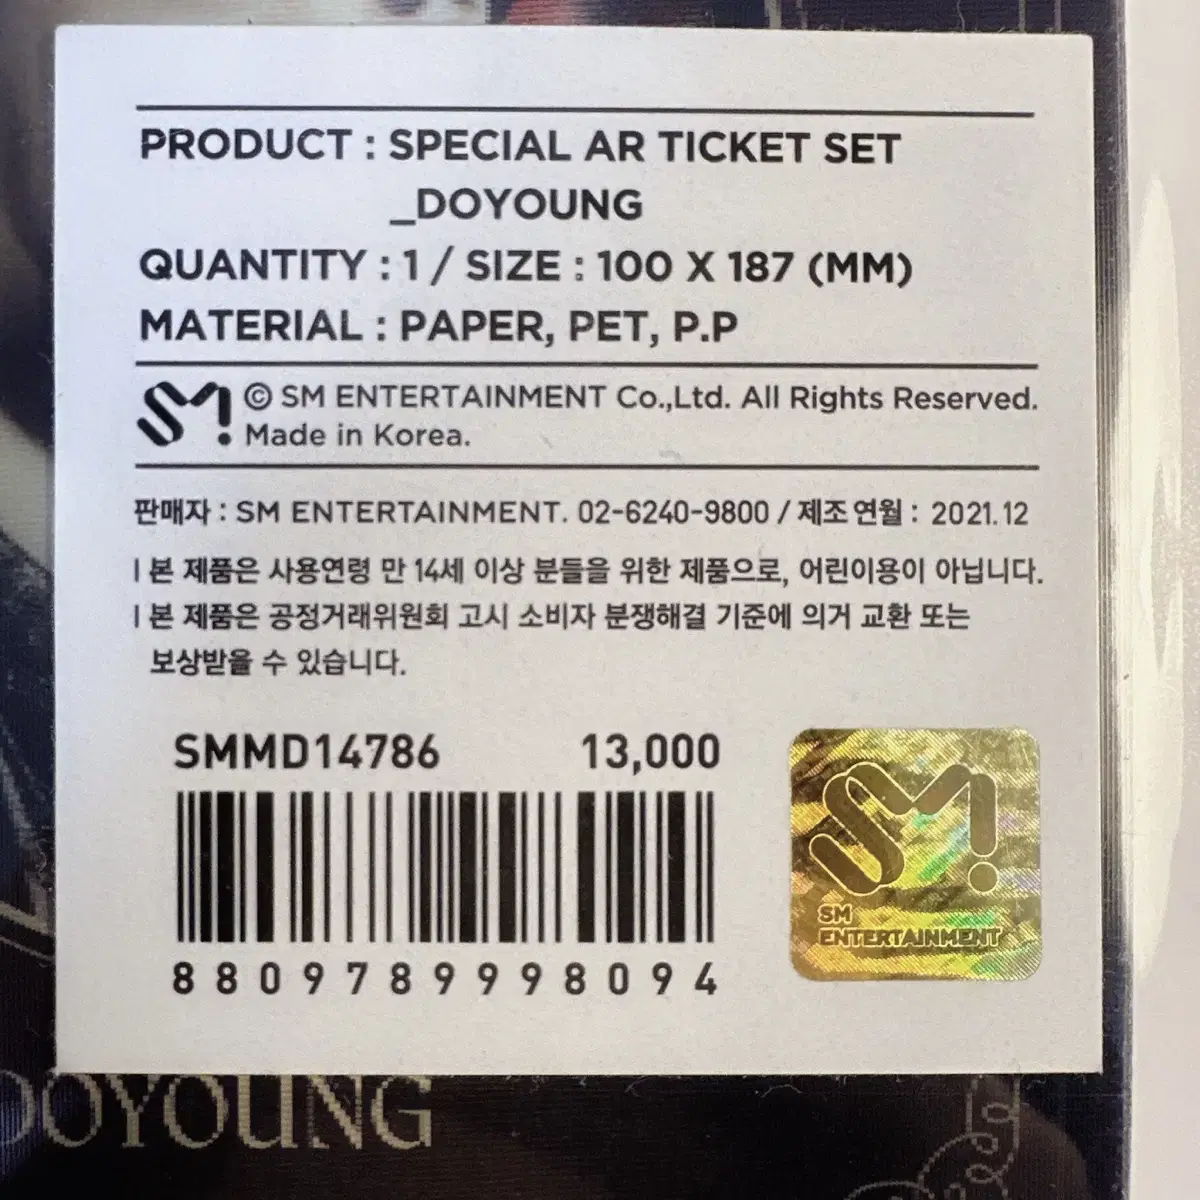 PRODUCT : SPECIAL AR TICKET SET
_DOYOUNG
QUANTITY : 1 / SIZE : 100 X 187 (MM)
MATERIAL : PAPER, PET, P.P
SM! © SM ENTERTAINMENT Co.,Ltd. All Rights Reserved.
Made in Korea.
판매자 : SM ENTERTAINMENT. 02-6240-9800 / 제조연월 : 2021.12
l 본 제품은 사용연령 만 14세 이상 분들을 위한 제품으로, 어린이용이 아닙니다.
l 본 제품은 공정거래위원회 고시 소비자 분쟁해결 기준에 의거 교환 또는
보상받을 수 있습니다.
SMMD14786 13,000
8809789998094
SM!
SM
ENTERTAINMENT
DOYOUNG